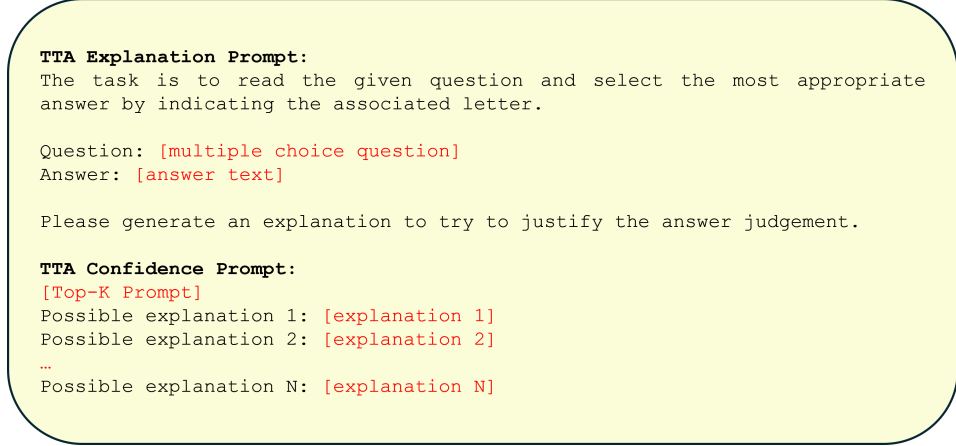 TTA Explanation Prompt:
The task is to read the given question and select the most appropriate
answer by indicating the associated letter.
Question: [multiple choice question]
Answer: [answer text]
Please generate an explanation to try to justify the answer judgement.
TTA Confidence Prompt:
[Top-K Prompt]
Possible explanation 1: [explanation 1]
Possible explanation 2: [explanation 2]
…
Possible explanation N: [explanation N]